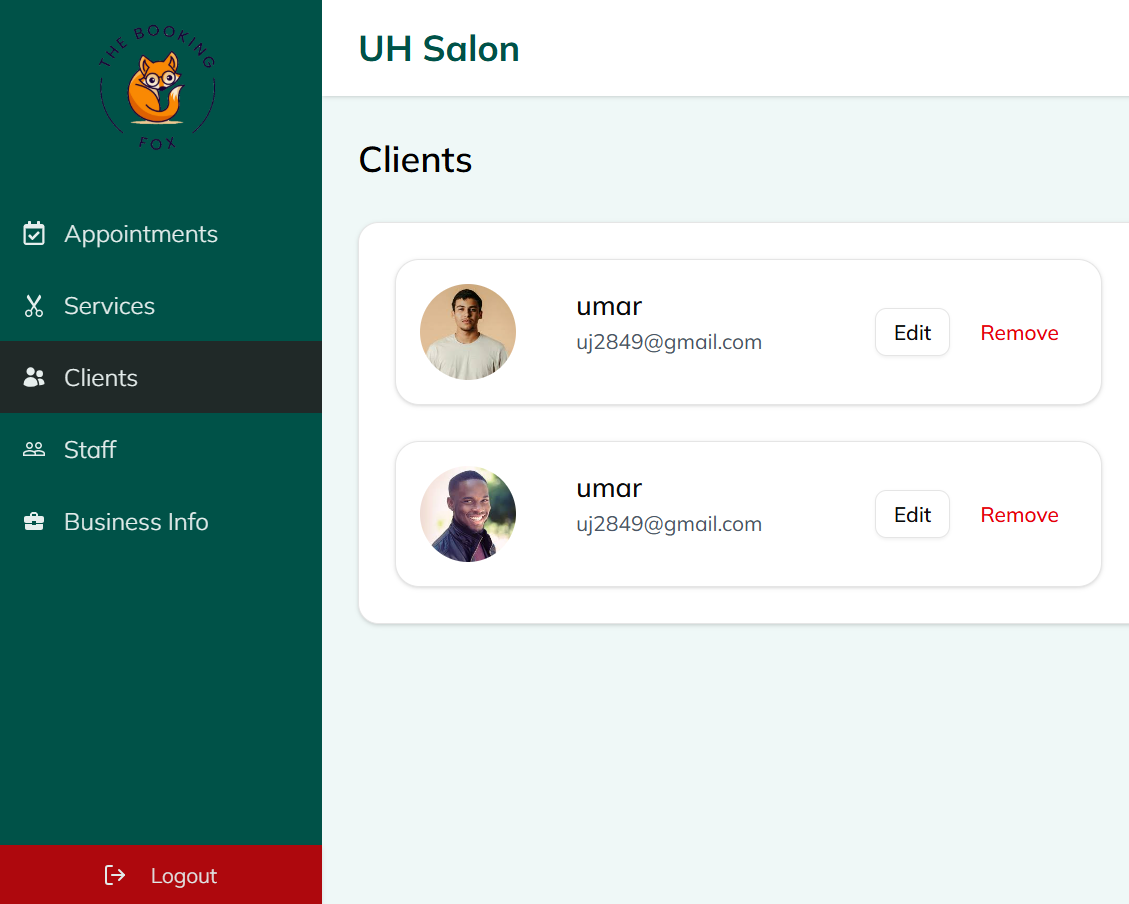 THE BOOKING
FOX
UH Salon
Clients
Appointments
Services
Clients
Staff
Business Info
Logout
umar
uj2849@gmail.com
Edit
Remove
umar
uj2849@gmail.com
Edit
Remove